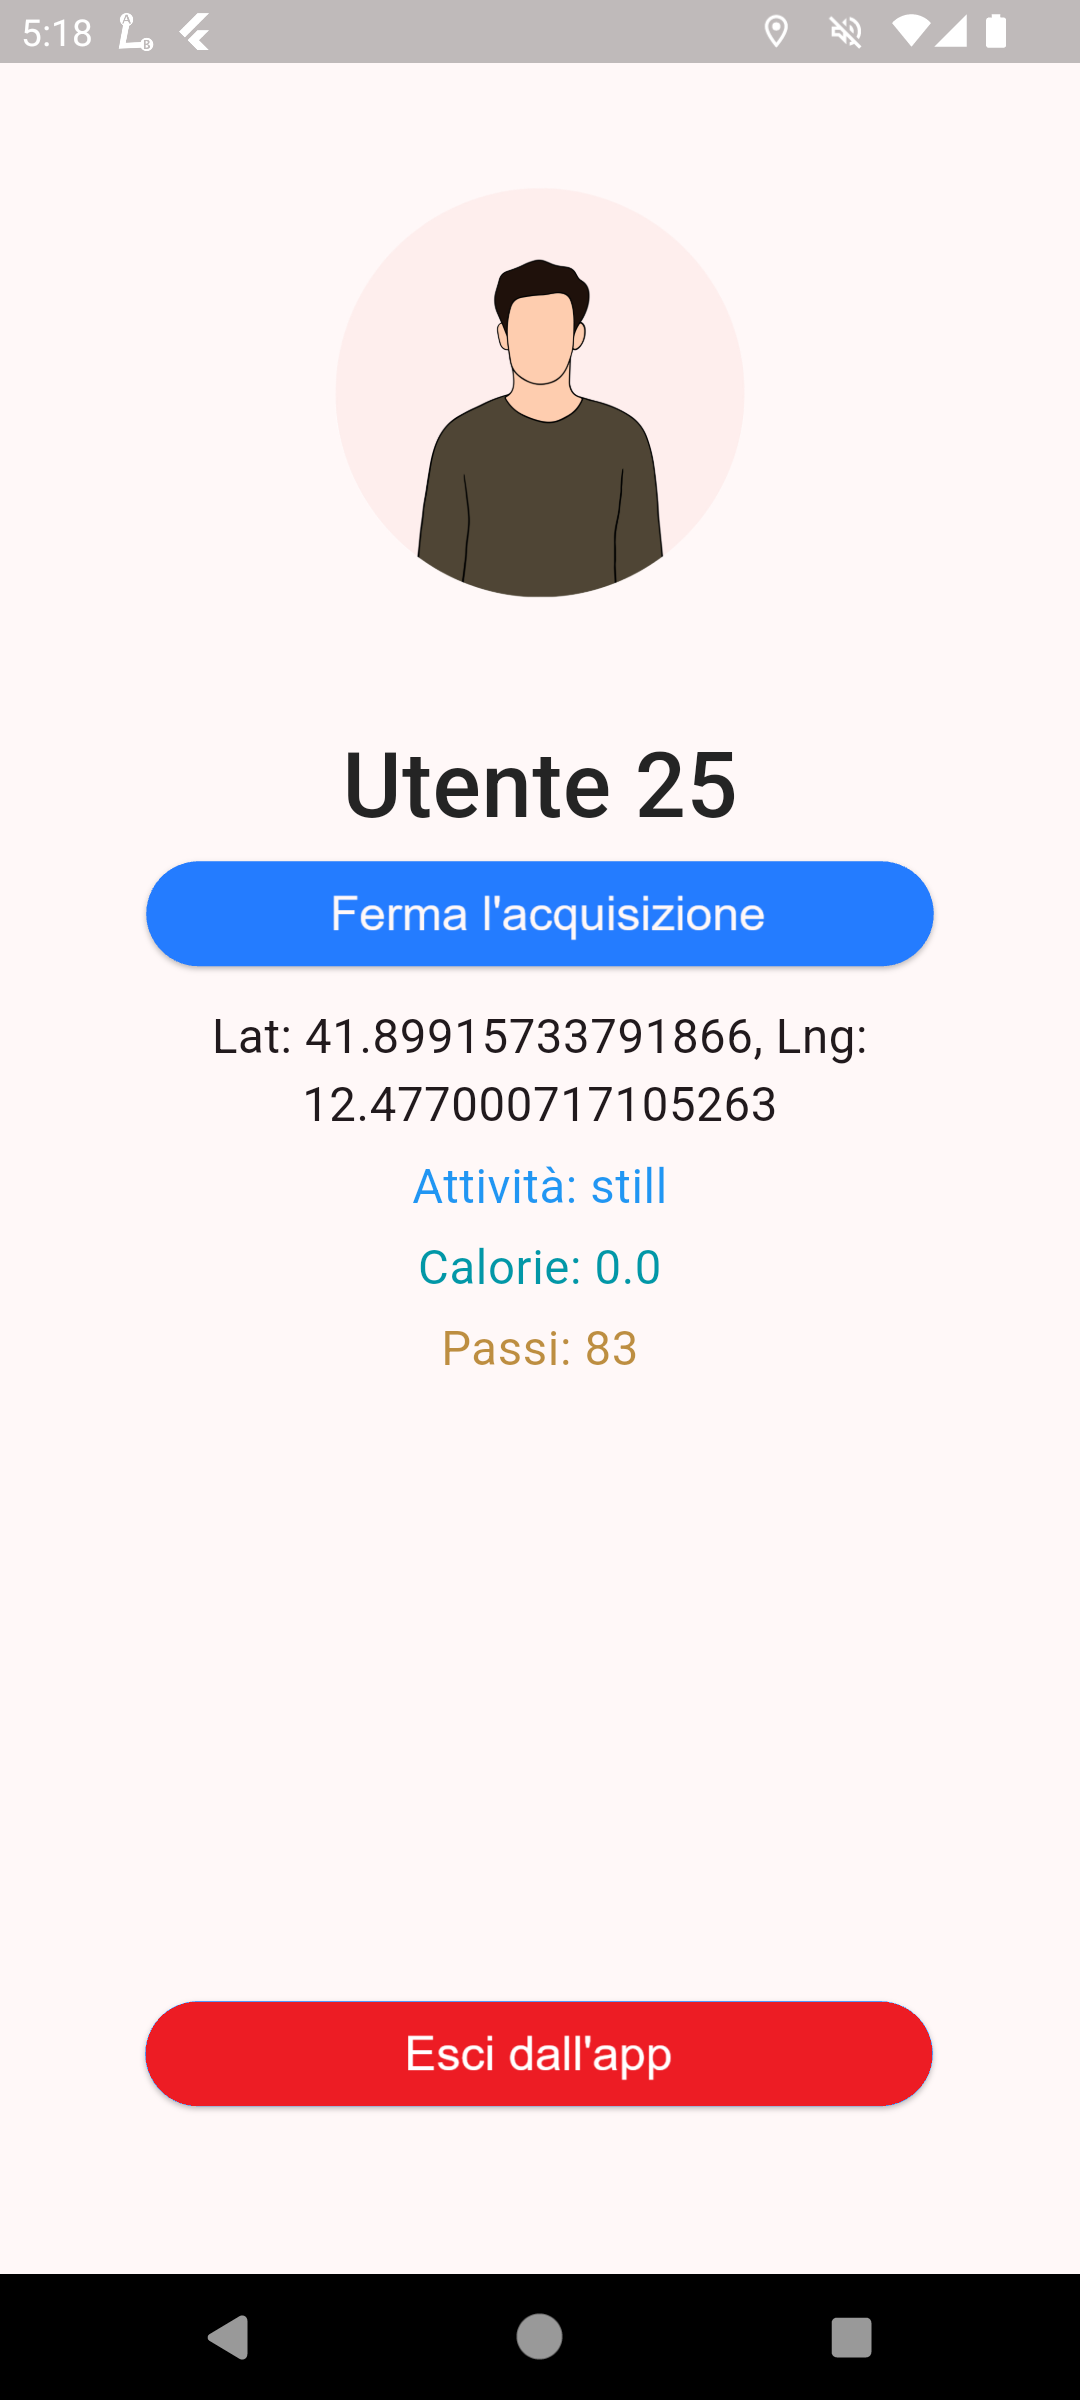 5:18
Utente 25
Ferma l'acquisizione
Lat: 41.89915733791866, Lng:
12.477000717105263
Attività: still
Calorie: 0.0
Passi: 83
Esci dall'app